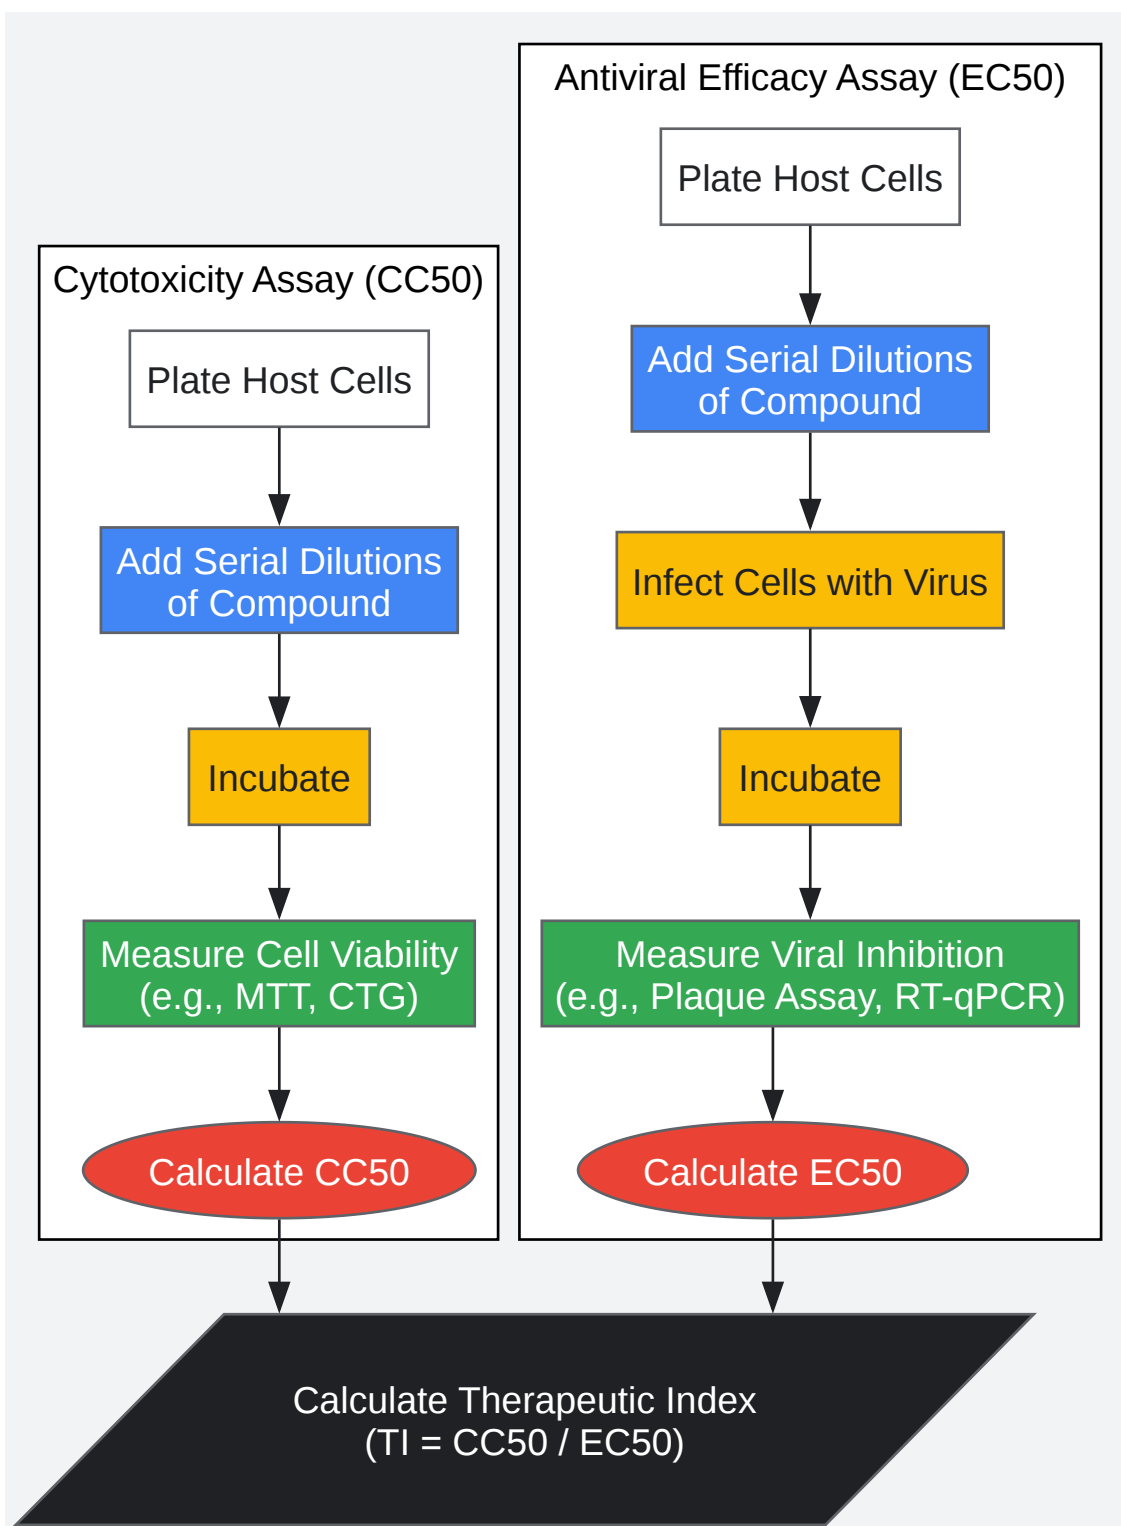 Cytotoxicity Assay (CC50)
Plate Host Cells
Add Serial Dilutions
of Compound
Incubate
Measure Cell Viability
(e.g., MTT, CTG)
Calculate CC50
Antiviral Efficacy Assay (EC50)
Plate Host Cells
Add Serial Dilutions
of Compound
Infect Cells with Virus
Incubate
Measure Viral Inhibition
(e.g., Plaque Assay, RT-qPCR)
Calculate EC50
Calculate Therapeutic Index
(TI = CC50 / EC50)